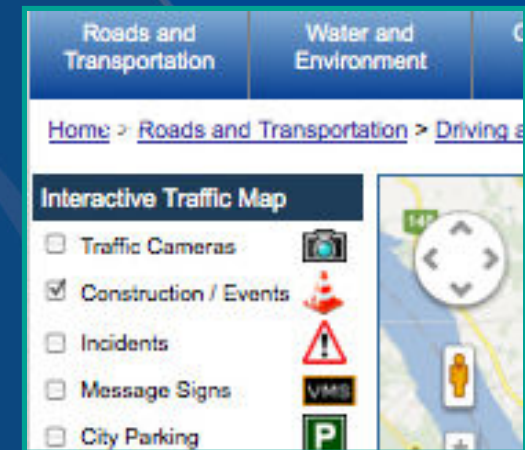 Roads and
Transportation
Water and
Environment
Home > Roads and Transportation > Driving a
Interactive Traffic Map
Traffic Cameras
Construction / Events
Incidents
Message Signs
VMS
City Parking
P